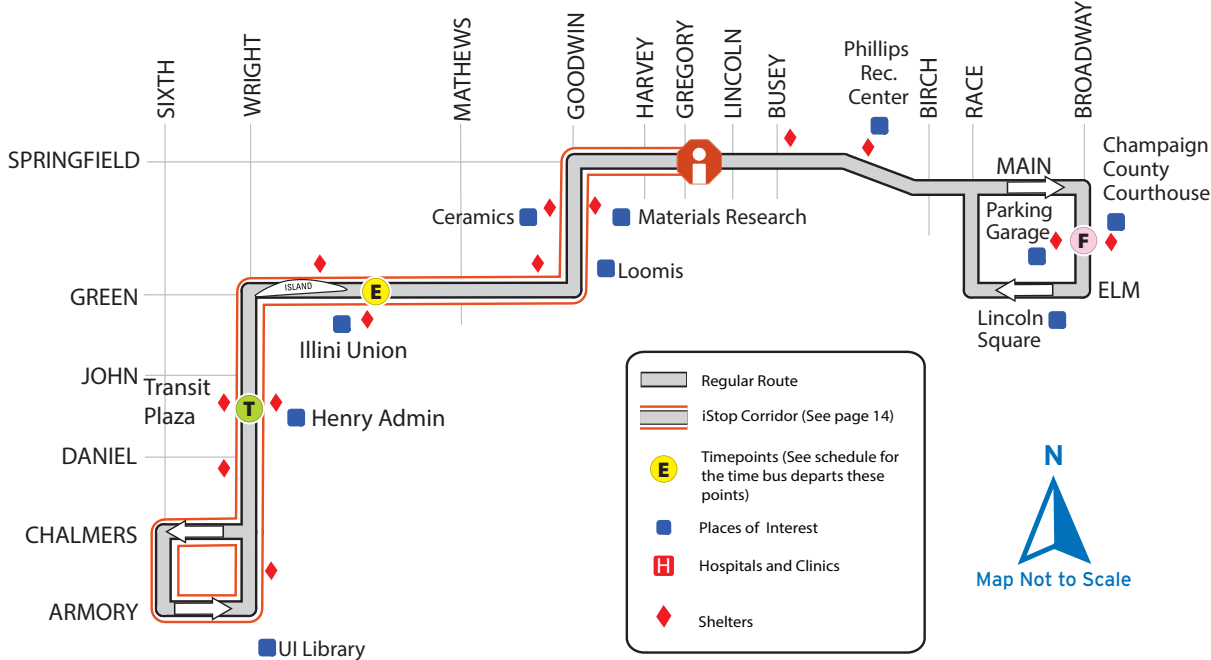 SIXTH
WRIGHT
MATHEWS
GOODWIN
HARVEY
GREGORY
LINCOLN
BUSEY
Phillips
Rec.
Center
BIRCH
RACE
BROADWAY
SPRINGFIELD
MAIN
Champaign
County
Courthouse
Ceramics
Materials Research
Parking
Garage
F
Loomis
GREEN
ISLAND
E
ELM
Illini Union
Lincoln
Square
JOHN
Transit
Plaza
T
Henry Admin
DANIEL
CHALMERS
ARMORY
UI Library
Regular Route
iStop Corridor (See page 14)
E
Timepoints (See schedule for
the time bus departs these
points)
Places of Interest
H
Hospitals and Clinics
Shelters
N
Map Not to Scale